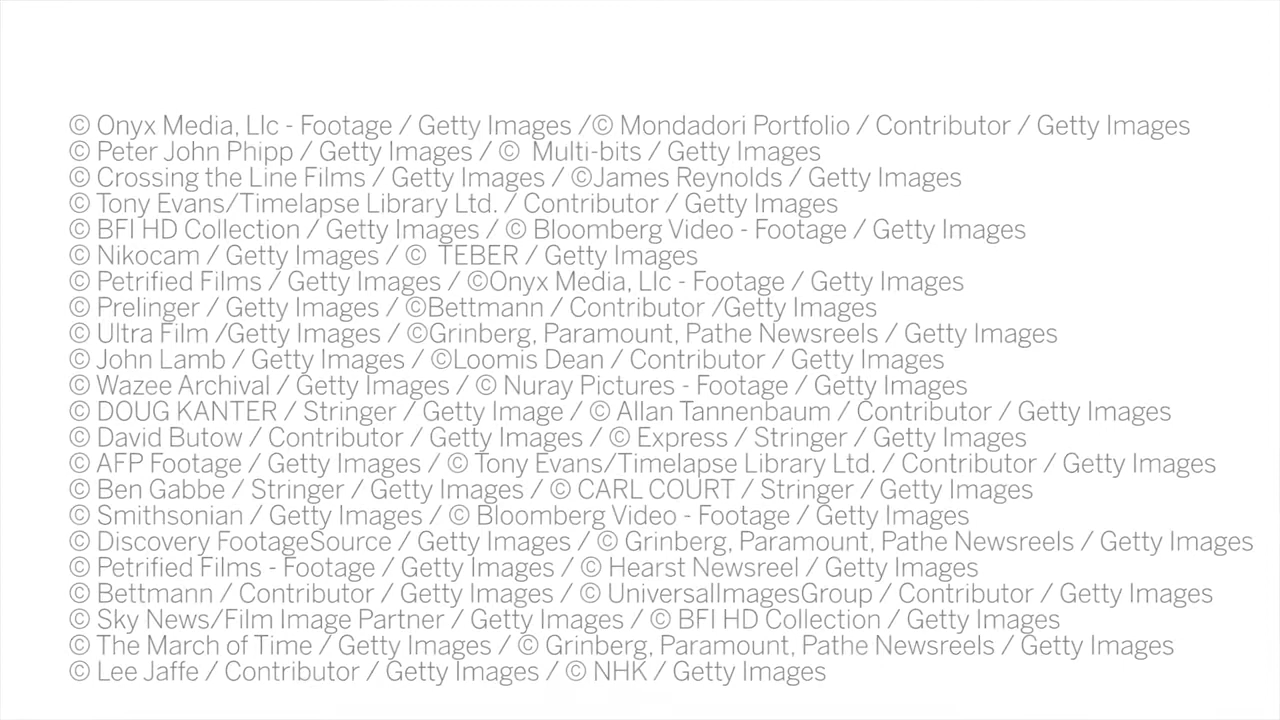 © Onyx Media, Llc - Footage / Getty Images /© Mondadori Portfolio / Contributor / Getty Images
© Peter John Phipp / Getty Images / ©  Multi-bits / Getty Images
© Crossing the Line Films / Getty Images / ©James Reynolds / Getty Images
© Tony Evans/Timelapse Library Ltd. / Contributor / Getty Images
© BFI HD Collection / Getty Images / © Bloomberg Video - Footage / Getty Images
© Nikocam / Getty Images / ©  TEBER / Getty Images
© Petrified Films / Getty Images / ©Onyx Media, Llc - Footage / Getty Images
© Prelinger / Getty Images / ©Bettmann / Contributor /Getty Images
© Ultra Film /Getty Images / ©Grinberg, Paramount, Pathe Newsreels / Getty Images
© John Lamb / Getty Images / ©Loomis Dean / Contributor / Getty Images
© Wazee Archival / Getty Images / © Nuray Pictures - Footage / Getty Images
© DOUG KANTER / Stringer / Getty Image / © Allan Tannenbaum / Contributor / Getty Images
© David Butow / Contributor / Getty Images / © Express / Stringer / Getty Images
© AFP Footage / Getty Images / © Tony Evans/Timelapse Library Ltd. / Contributor / Getty Images
© Ben Gabbe / Stringer / Getty Images / © CARL COURT / Stringer / Getty Images
© Smithsonian / Getty Images / © Bloomberg Video - Footage / Getty Images
© Discovery FootageSource / Getty Images / © Grinberg, Paramount, Pathe Newsreels / Getty Images
© Petrified Films - Footage / Getty Images / © Hearst Newsreel / Getty Images
© Bettmann / Contributor / Getty Images / © UniversalImagesGroup / Contributor / Getty Images
© Sky News/Film Image Partner / Getty Images / © BFI HD Collection / Getty Images
© The March of Time / Getty Images / © Grinberg, Paramount, Pathe Newsreels / Getty Images
© Lee Jaffe / Contributor / Getty Images / © NHK / Getty Images